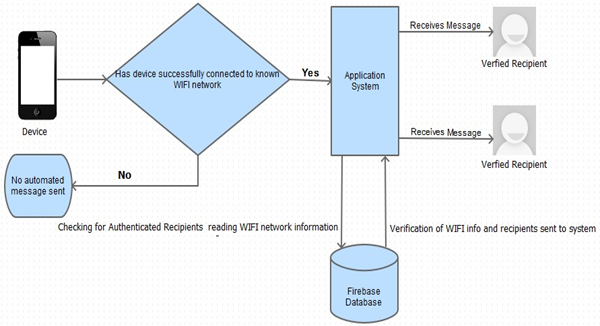 Receives Message
Verfied Recipient
Has device successfully connected to known
WIFI network
Yes
Application
System
Device
Receives Message
Verfied Recipient
No
No automated
message sent
Checking for Authenticated Recipients reading WIFI network information
Verification of WIFI info and recipients sent to system
Firebase
Database